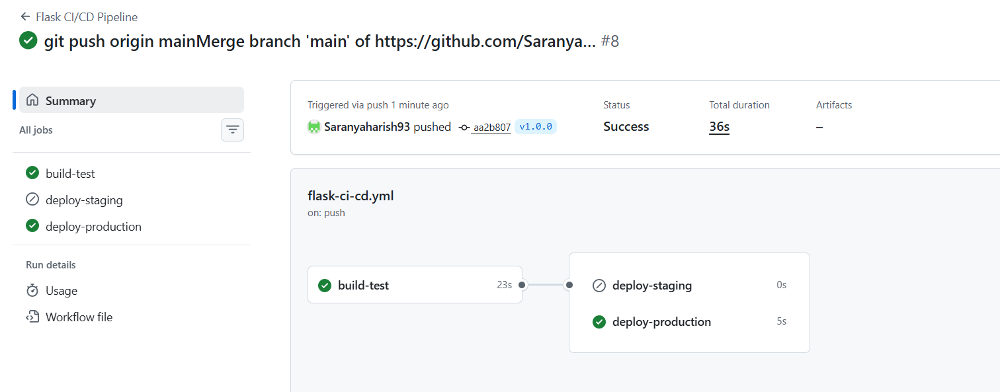 Flask CI/CD Pipeline
git push origin mainMerge branch 'main' of https://github.com/Saranya... #8
Summary
All jobs
build-test
deploy-staging
deploy-production
Run details
Usage
Workflow file
Triggered via push 1 minute ago
Saranyaharish93 pushed aa2b807 v1.0.0
Status
Success
Total duration
36s
Artifacts
–
flask-ci-cd.yml
on: push
build-test 23s
deploy-staging 0s
deploy-production 5s